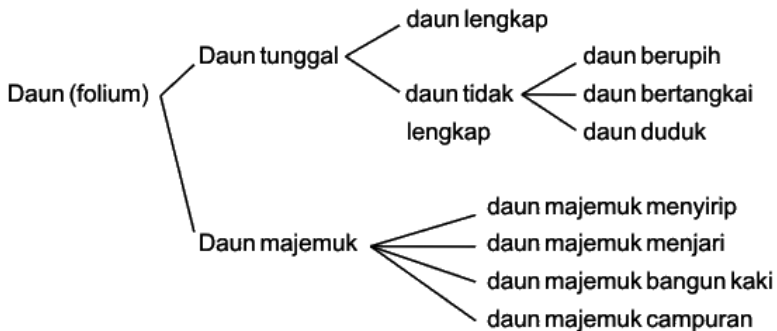 daun lengkap
Daun tunggal
daun berupih
Daun (folium)
daun tidak
lengkap
daun bertangkai
daun duduk
Daun majemuk
daun majemuk menyirip
daun majemuk menjari
daun majemuk bangun kaki
daun majemuk campuran